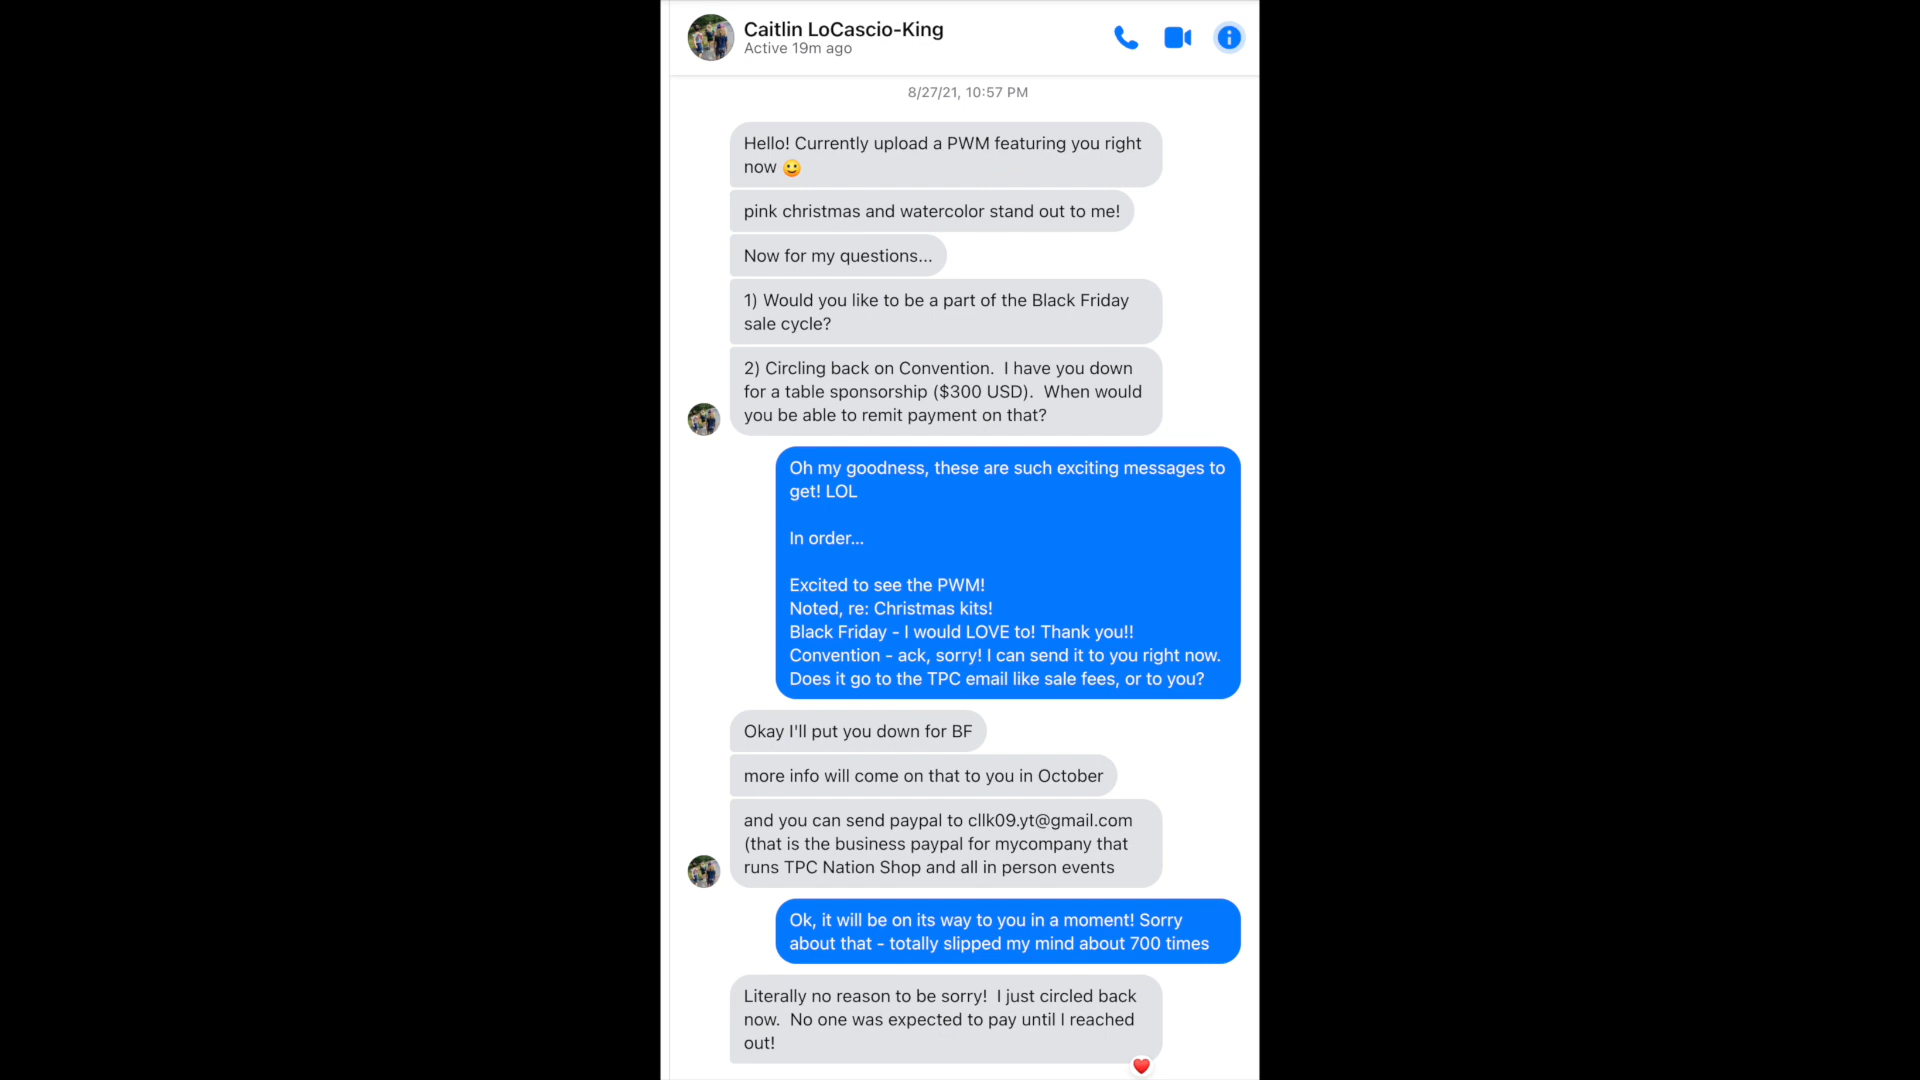 Caitlin LoCascio-King
Active 19m ago
8/27/21, 10:57 PM
Hello! Currently upload a PWM featuring you right
now 🙂
pink christmas and watercolor stand out to me!
Now for my questions...
1) Would you like to be a part of the Black Friday
sale cycle?
2) Circling back on Convention.  I have you down
for a table sponsorship ($300 USD).  When would
you be able to remit payment on that?
Oh my goodness, these are such exciting messages to
get! LOL
In order...
Excited to see the PWM!
Noted, re: Christmas kits!
Black Friday - I would LOVE to! Thank you!!
Convention - ack, sorry! I can send it to you right now.
Does it go to the TPC email like sale fees, or to you?
Okay I'll put you down for BF
more info will come on that to you in October
and you can send paypal to cllk09.yt@gmail.com
(that is the business paypal for mycompany that
runs TPC Nation Shop and all in person events
Ok, it will be on its way to you in a moment! Sorry
about that - totally slipped my mind about 700 times
Literally no reason to be sorry!  I just circled back
now.  No one was expected to pay until I reached
out!